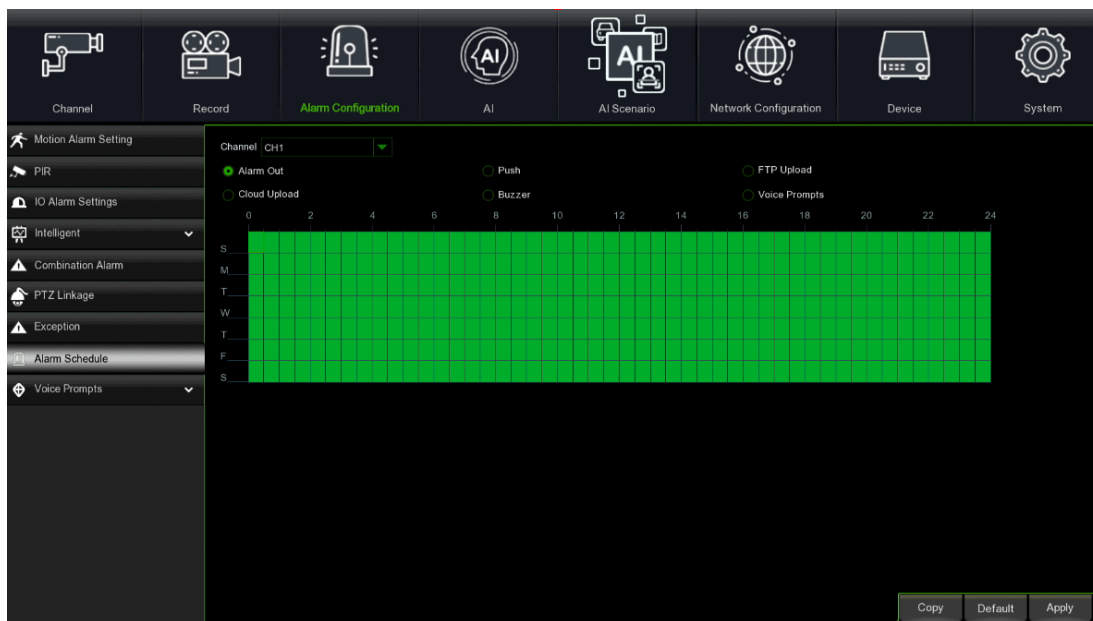 AI
AI
Channel
Record
Alarm Configuration
AI
AI Scenario
Network Configuration
Device
System
Motion Alarm Setting
PIR
IO Alarm Settings
Intelligent
Combination Alarm
PTZ Linkage
Exception
Alarm Schedule
Voice Prompts
Channel CH1
Alarm Out Push FTP Upload
Cloud Upload Buzzer Voice Prompts
0 2 4 6 8 10 12 14 16 18 20 22 24
S
M
T
W
T
F
S
Copy Default Apply